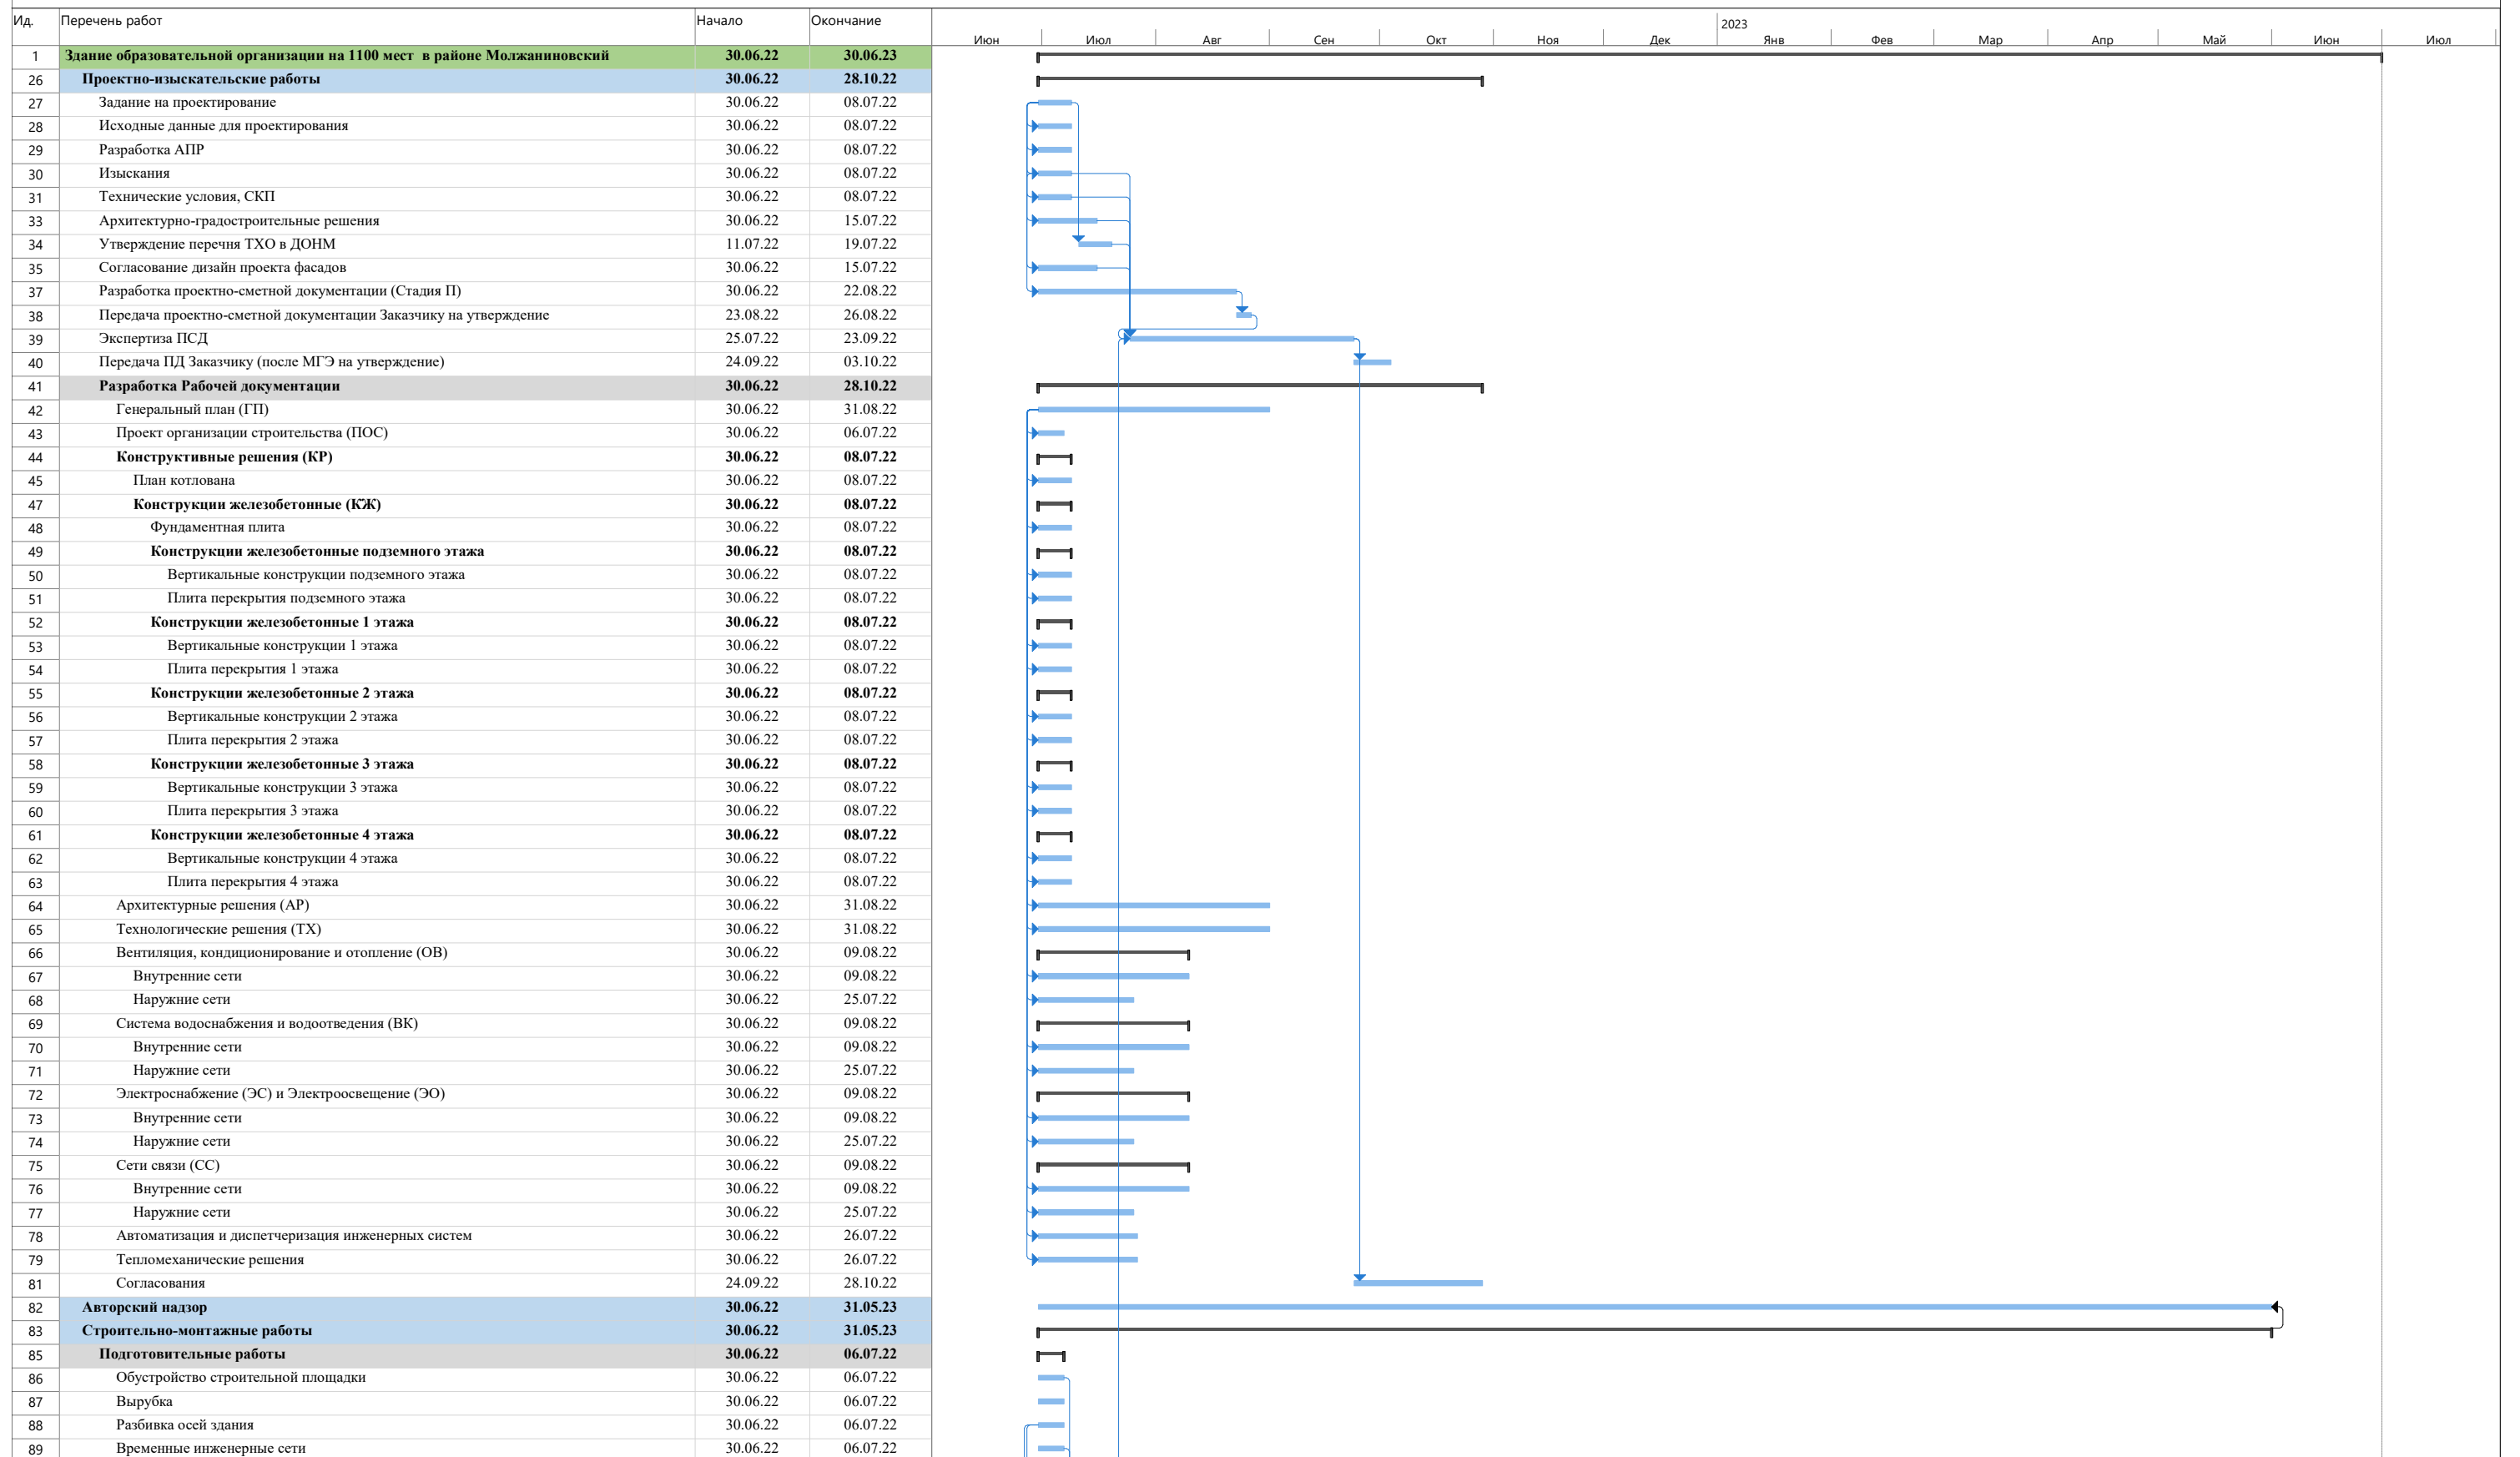 Ид. Перечень работ Начало Окончание
2023
Июн Июл Авг Сен Окт Ноя Дек Янв Фев Мар Апр Май Июн Июл
1 Здание образовательной организации на 1100 мест в районе Молжаниновский 30.06.22 30.06.23
26 Проектно-изыскательские работы 30.06.22 28.10.22
27 Задание на проектирование 30.06.22 08.07.22
28 Исходные данные для проектирования 30.06.22 08.07.22
29 Разработка АПР 30.06.22 08.07.22
30 Изыскания 30.06.22 08.07.22
31 Технические условия, СКП 30.06.22 08.07.22
33 Архитектурно-градостроительные решения 30.06.22 15.07.22
34 Утверждение перечня ТХО в ДОНМ 11.07.22 19.07.22
35 Согласование дизайн проекта фасадов 30.06.22 15.07.22
37 Разработка проектно-сметной документации (Стадия П) 30.06.22 22.08.22
38 Передача проектно-сметной документации Заказчику на утверждение 23.08.22 26.08.22
39 Экспертиза ПСД 25.07.22 23.09.22
40 Передача ПД Заказчику (после МГЭ на утверждение) 24.09.22 03.10.22
41 Разработка Рабочей документации 30.06.22 28.10.22
42 Генеральный план (ГП) 30.06.22 31.08.22
43 Проект организации строительства (ПОС) 30.06.22 06.07.22
44 Конструктивные решения (КР) 30.06.22 08.07.22
45 План котлована 30.06.22 08.07.22
47 Конструкции железобетонные (КЖ) 30.06.22 08.07.22
48 Фундаментная плита 30.06.22 08.07.22
49 Конструкции железобетонные подземного этажа 30.06.22 08.07.22
50 Вертикальные конструкции подземного этажа 30.06.22 08.07.22
51 Плита перекрытия подземного этажа 30.06.22 08.07.22
52 Конструкции железобетонные 1 этажа 30.06.22 08.07.22
53 Вертикальные конструкции 1 этажа 30.06.22 08.07.22
54 Плита перекрытия 1 этажа 30.06.22 08.07.22
55 Конструкции железобетонные 2 этажа 30.06.22 08.07.22
56 Вертикальные конструкции 2 этажа 30.06.22 08.07.22
57 Плита перекрытия 2 этажа 30.06.22 08.07.22
58 Конструкции железобетонные 3 этажа 30.06.22 08.07.22
59 Вертикальные конструкции 3 этажа 30.06.22 08.07.22
60 Плита перекрытия 3 этажа 30.06.22 08.07.22
61 Конструкции железобетонные 4 этажа 30.06.22 08.07.22
62 Вертикальные конструкции 4 этажа 30.06.22 08.07.22
63 Плита перекрытия 4 этажа 30.06.22 08.07.22
64 Архитектурные решения (АР) 30.06.22 31.08.22
65 Технологические решения (ТХ) 30.06.22 31.08.22
66 Вентиляция, кондиционирование и отопление (ОВ) 30.06.22 09.08.22
67 Внутренние сети 30.06.22 09.08.22
68 Наружние сети 30.06.22 25.07.22
69 Система водоснабжения и водоотведения (ВК) 30.06.22 09.08.22
70 Внутренние сети 30.06.22 09.08.22
71 Наружние сети 30.06.22 25.07.22
72 Электроснабжение (ЭС) и Электроосвещение (ЭО) 30.06.22 09.08.22
73 Внутренние сети 30.06.22 09.08.22
74 Наружние сети 30.06.22 25.07.22
75 Сети связи (СС) 30.06.22 09.08.22
76 Внутренние сети 30.06.22 09.08.22
77 Наружние сети 30.06.22 25.07.22
78 Автоматизация и диспетчеризация инженерных систем 30.06.22 26.07.22
79 Тепломеханические решения 30.06.22 26.07.22
81 Согласования 24.09.22 28.10.22
82 Авторский надзор 30.06.22 31.05.23
83 Строительно-монтажные работы 30.06.22 31.05.23
85 Подготовительные работы 30.06.22 06.07.22
86 Обустройство строительной площадки 30.06.22 06.07.22
87 Вырубка 30.06.22 06.07.22
88 Разбивка осей здания 30.06.22 06.07.22
89 Временные инженерные сети 30.06.22 06.07.22